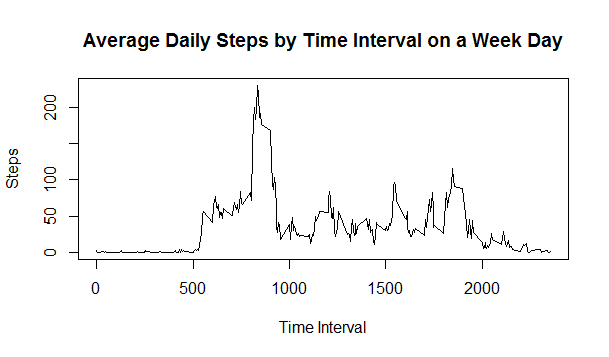 Average Daily Steps by Time Interval on a Week Day
Steps
200
100
50
0
0 500 1000 1500 2000
Time Interval